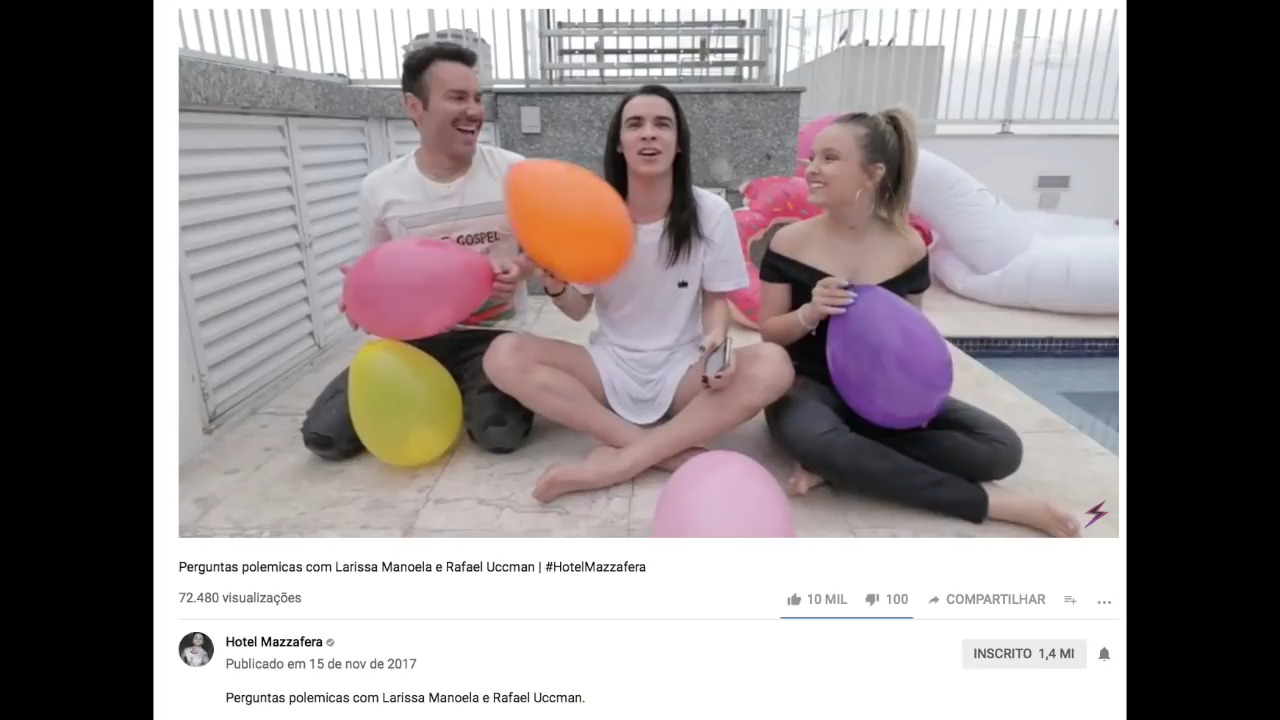 GOSPEL
Perguntas polemicas com Larissa Manoela e Rafael Uccman | #HotelMazzafera
72.480 visualizações
10 MIL 100 COMPARTILHAR
Hotel Mazzafera
Publicado em 15 de nov de 2017
INSCRITO 1,4 MI
Perguntas polemicas com Larissa Manoela e Rafael Uccman.